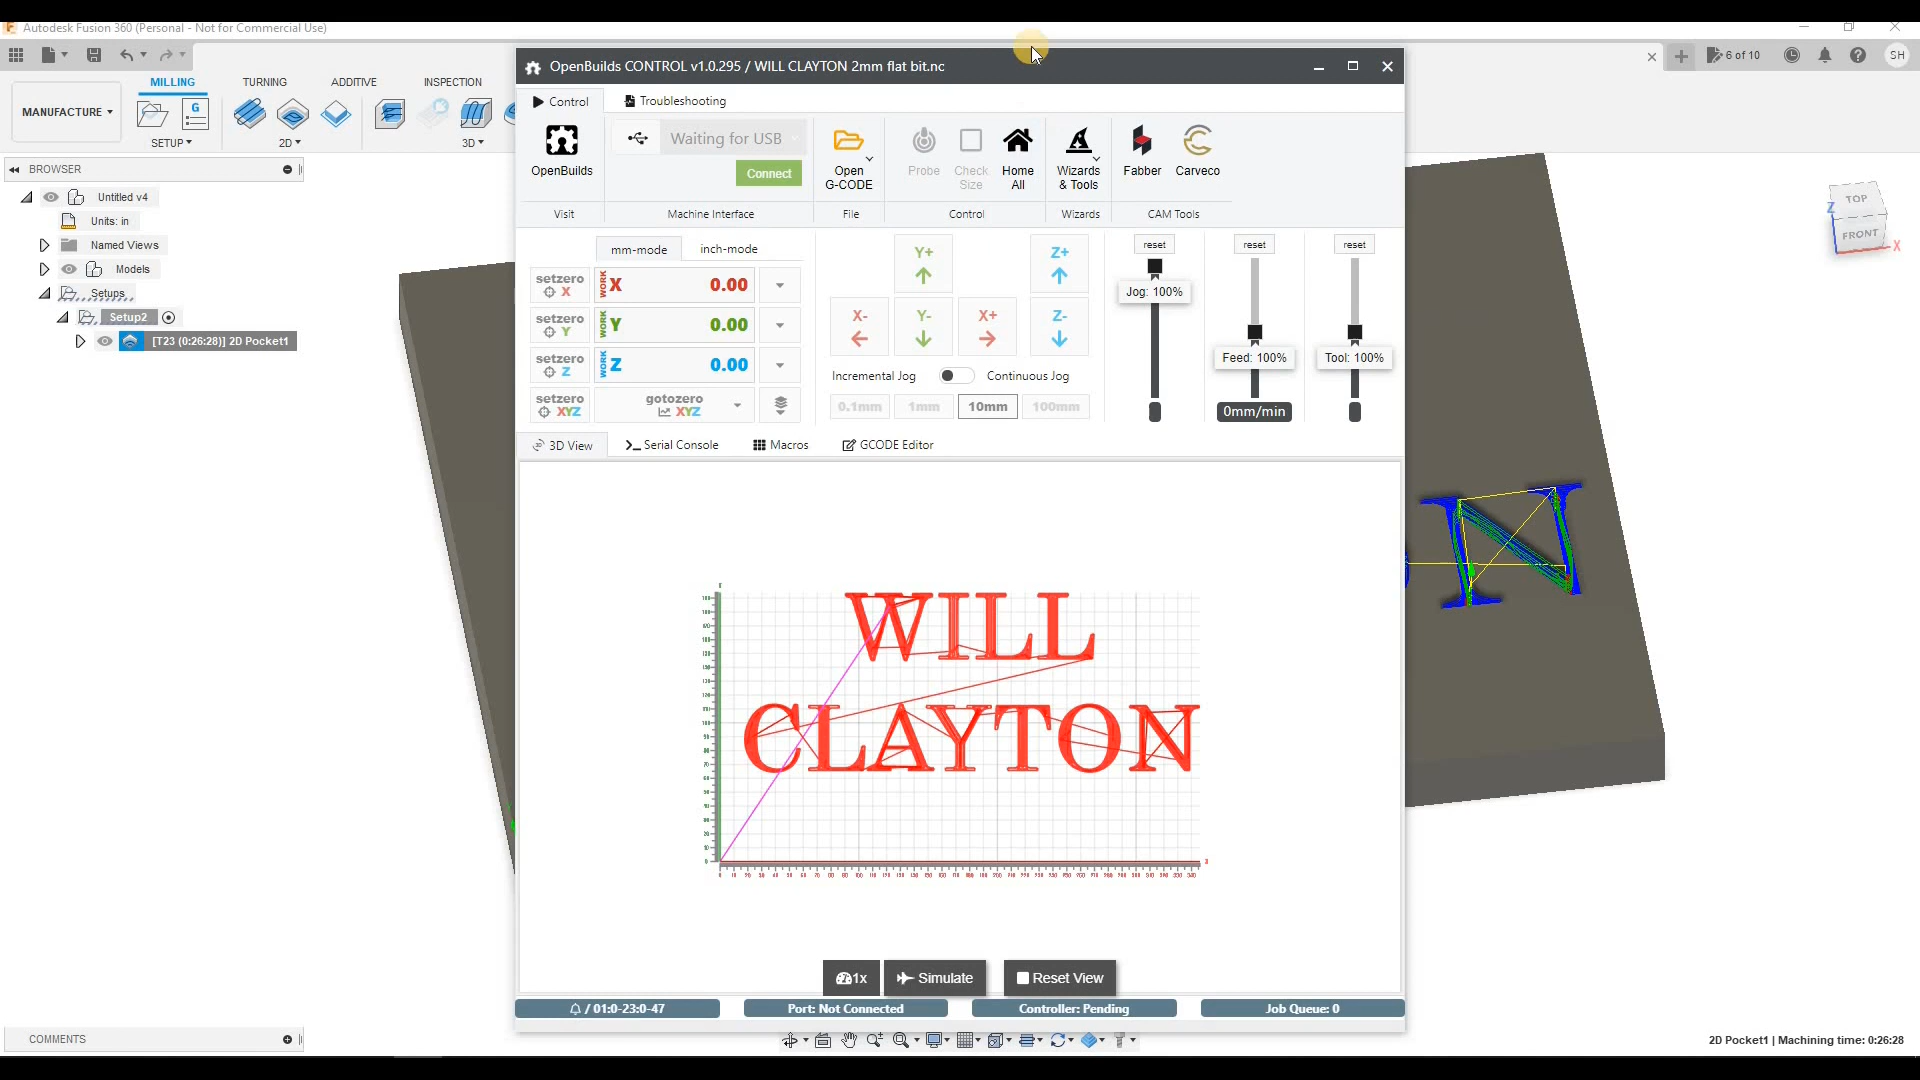 Autodesk Fusion 360 (Personal - Not for Commercial Use)
6 of 10
SH
MANUFACTURE
MILLING
TURNING
ADDITIVE
INSPECTION
G
SETUP
2D
3D
BROWSER
Untitled v4
Units: in
Named Views
Models
Setups
Setup2
[T23 (0:26:28)] 2D Pocket1
OpenBuilds CONTROL v1.0.295 / WILL CLAYTON 2mm flat bit.nc
Control
Troubleshooting
OpenBuilds
Visit
Waiting for USB
Connect
Machine Interface
Open
G-CODE
File
Probe
Check
Size
Home
All
Control
Wizards
& Tools
Wizards
Fabber
Carveco
CAM Tools
mm-mode
inch-mode
setzero
X
WORK
X
0.00
setzero
Y
WORK
Y
0.00
setzero
Z
WORK
Z
0.00
setzero
XYZ
gotozero
XYZ
Y+
Z+
X-
Y-
X+
Z-
Incremental Jog
Continuous Jog
0.1mm
1mm
10mm
100mm
reset
Jog: 100%
reset
Feed: 100%
0mm/min
reset
Tool: 100%
3D View
Serial Console
Macros
GCODE Editor
WILL
CLAYTON
N
TOP
FRONT
Z
X
1x
Simulate
Reset View
/ 01:0-23:0-47
Port: Not Connected
Controller: Pending
Job Queue: 0
COMMENTS
2D Pocket1 | Machining time: 0:26:28